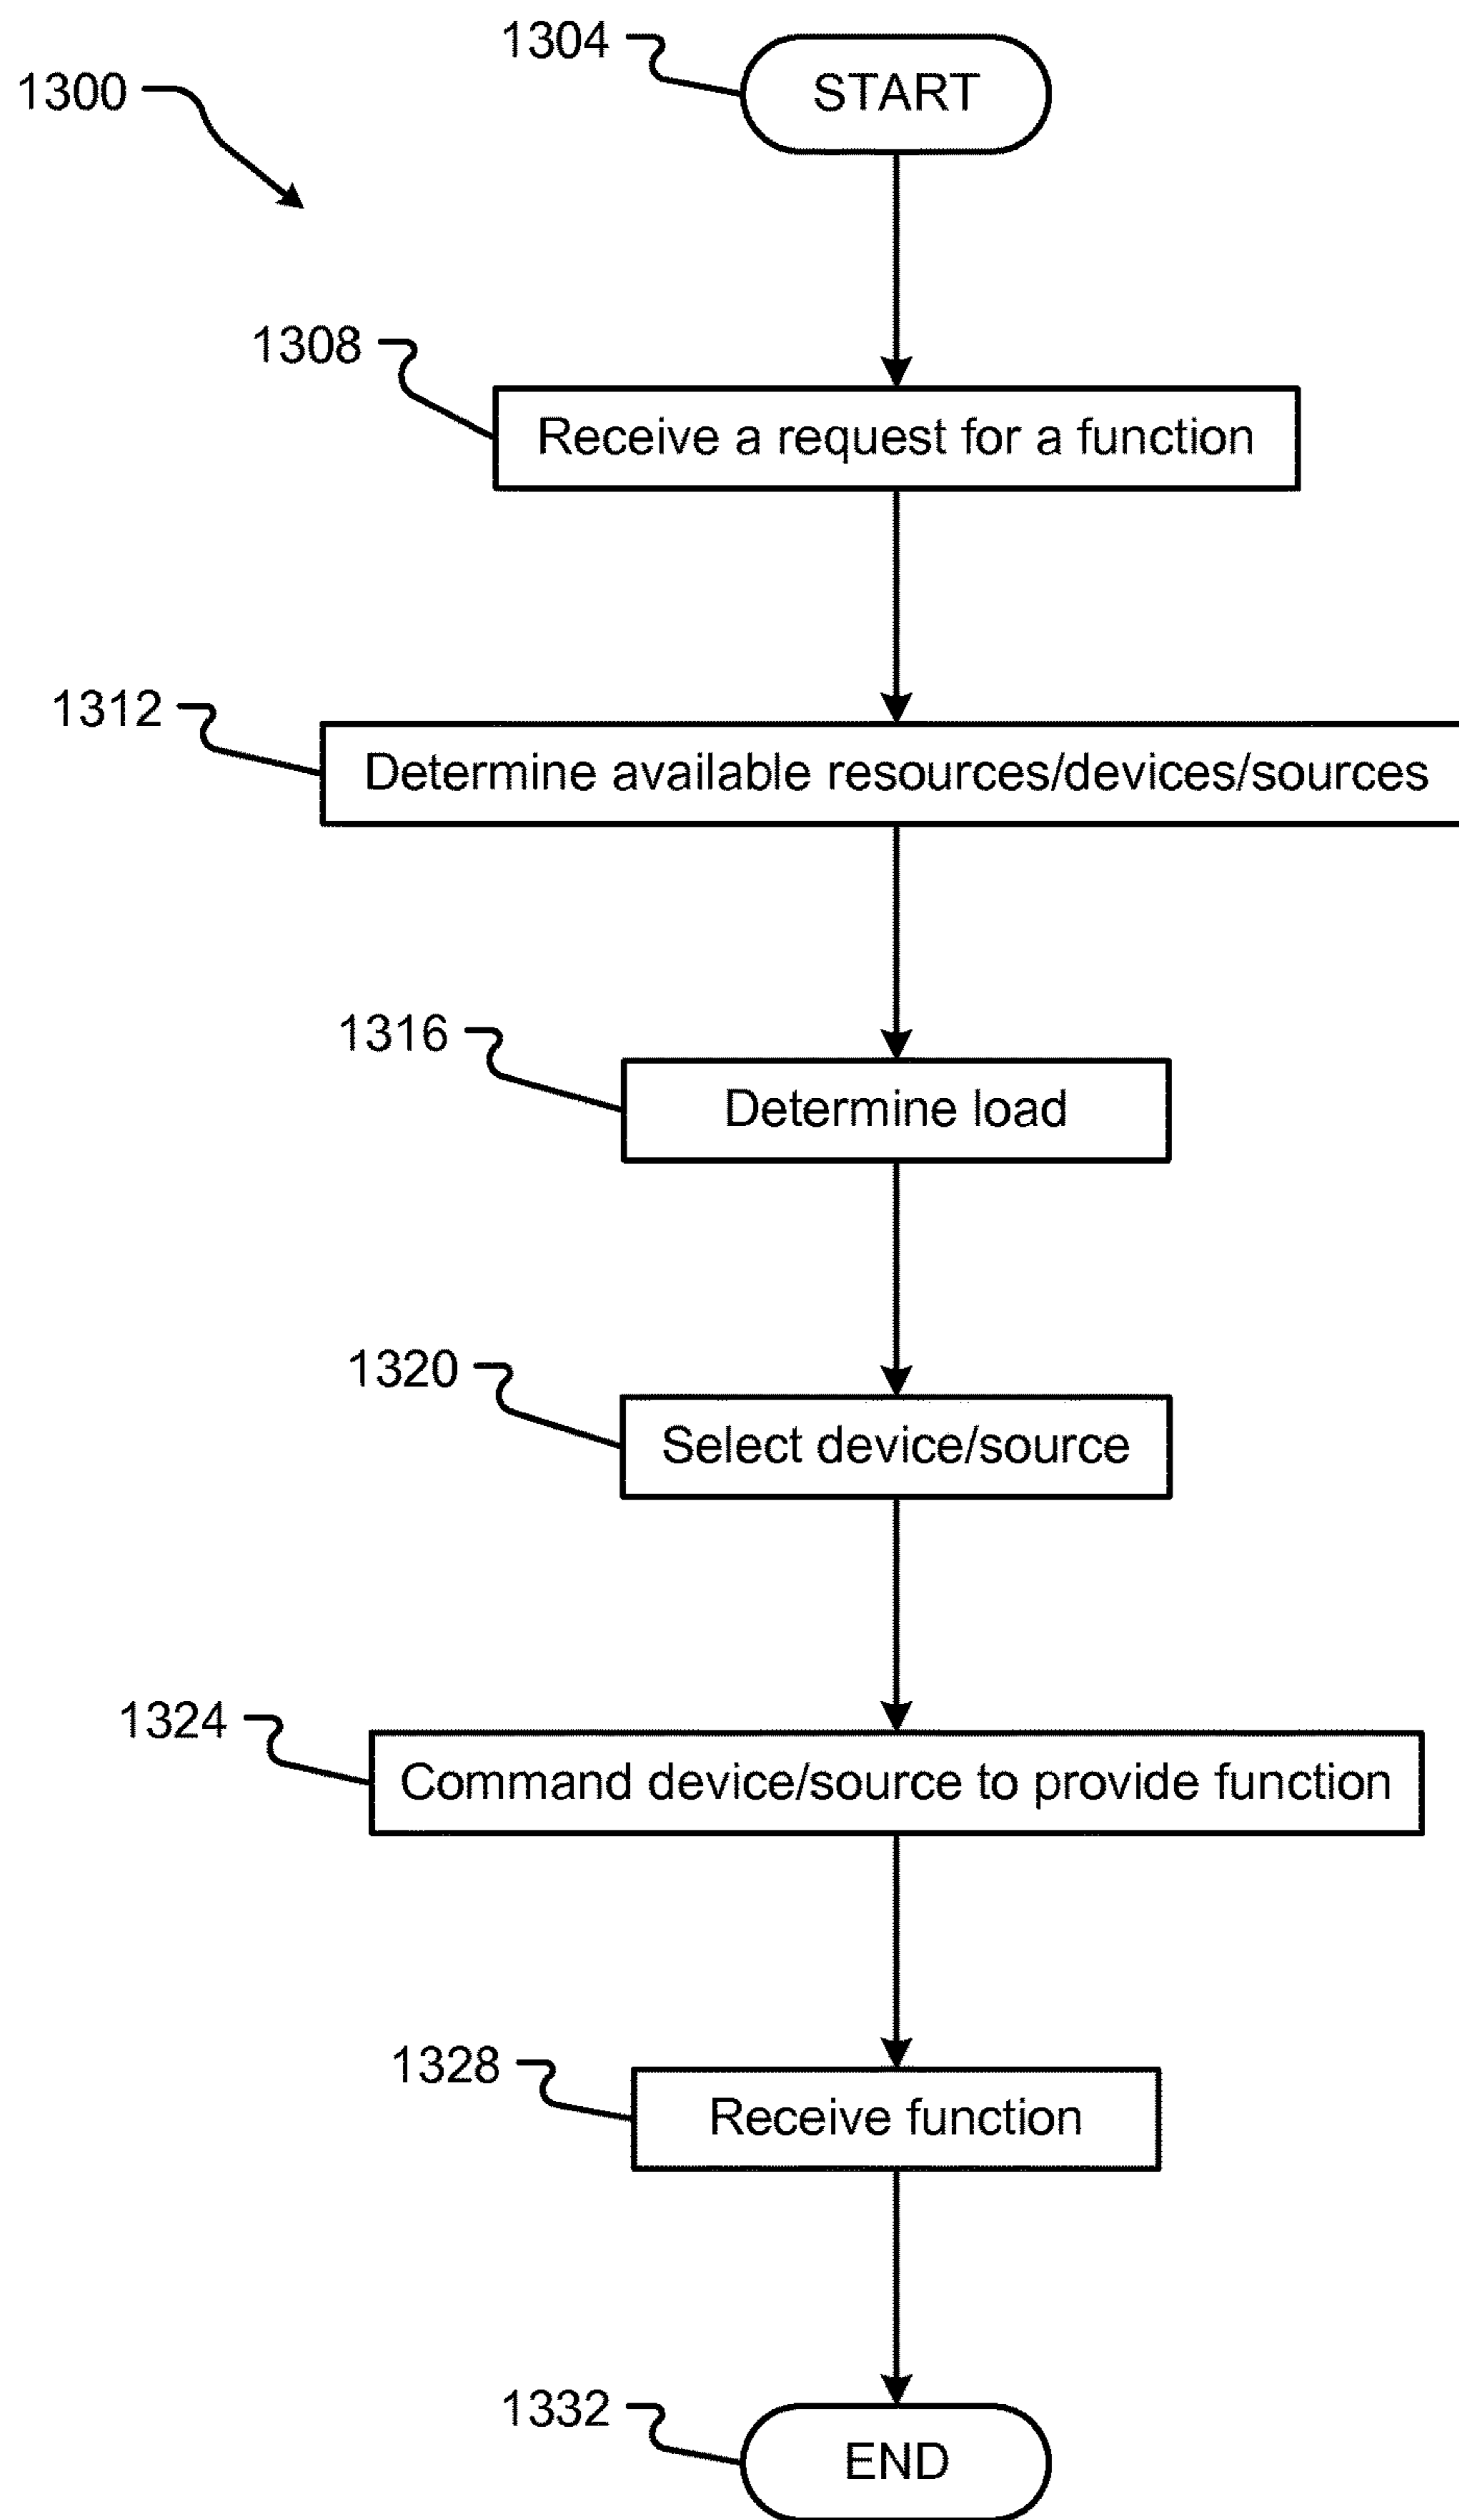 1304
START
1300
1308
Receive a request for a function
1312
Determine available resources/devices/sources
1316
Determine load
1320
Select device/source
1324
Command device/source to provide function
1328
Receive function
1332
END